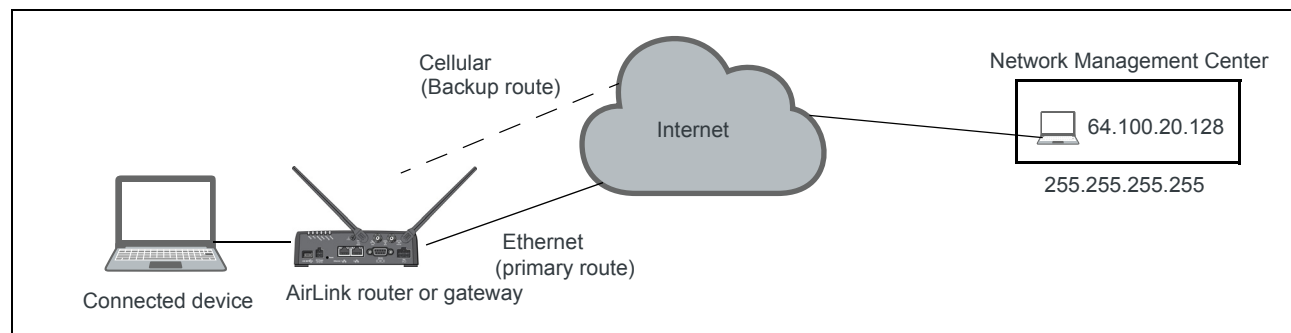 Cellular
(Backup route)
Network Management Center
Internet
64.100.20.128
255.255.255.255
Ethernet
(primary route)
Connected device
AirLink router or gateway